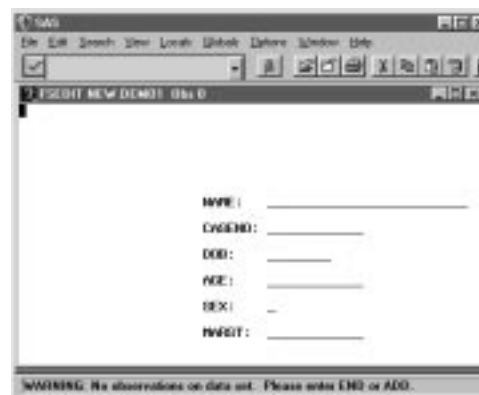 SAS
File Edit Search View Locals Globals Options Window Help
FSEDIT NEW.DEMO1 Obs 0
NAME:
CASENO:
DOB:
AGE:
SEX:
MARST:
WARNING: No observations on data set. Please enter END or ADD.